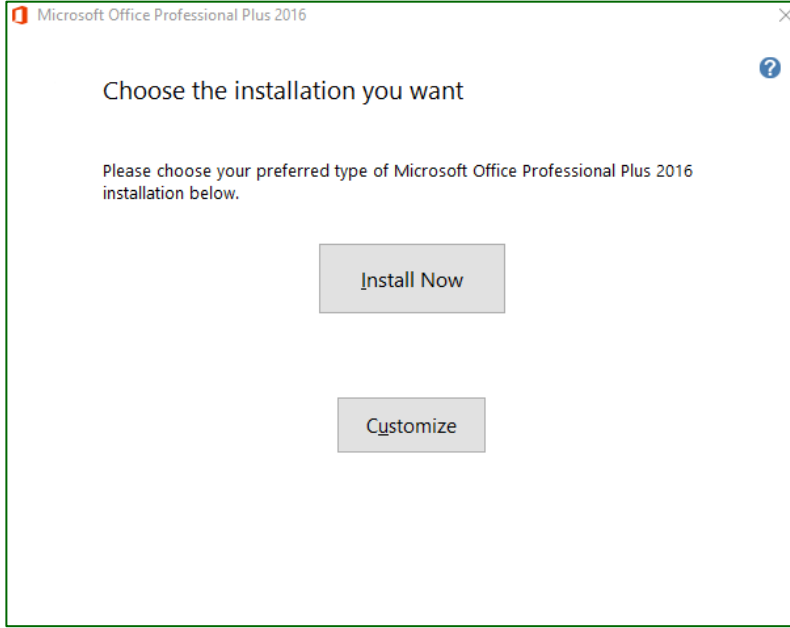 Microsoft Office Professional Plus 2016
Choose the installation you want
Please choose your preferred type of Microsoft Office Professional Plus 2016
installation below.
Install Now
Customize